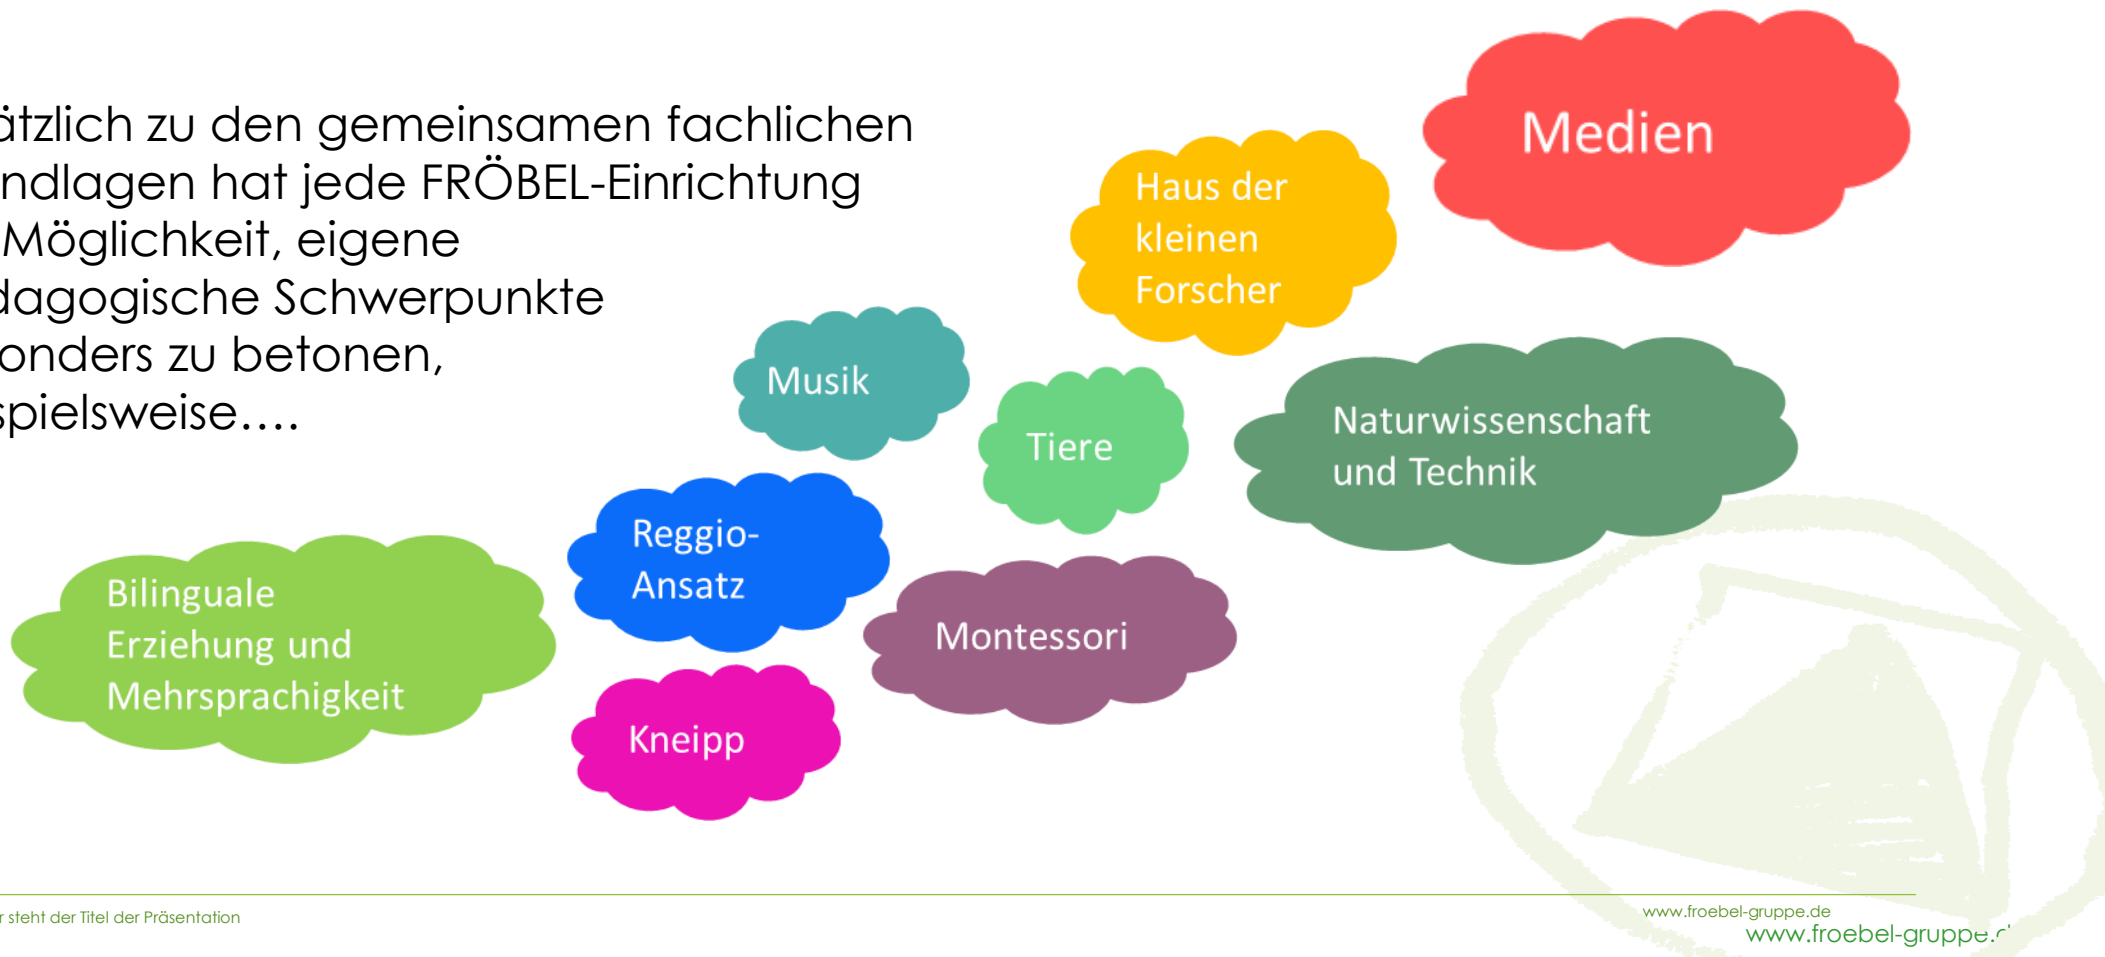 ätzlich zu den gemeinsamen fachlichen
ndlagen hat jede FRÖBEL-Einrichtung
Möglichkeit, eigene
dagogische Schwerpunkte
onders zu betonen,
spielsweise….
Medien
Haus der
kleinen
Forscher
Musik
Tiere
Naturwissenschaft
und Technik
Reggio-
Ansatz
Bilinguale
Erziehung und
Mehrsprachigkeit
Montessori
Kneipp
r steht der Titel der Präsentation
www.froebel-gruppe.de
www.froebel-gruppe.d